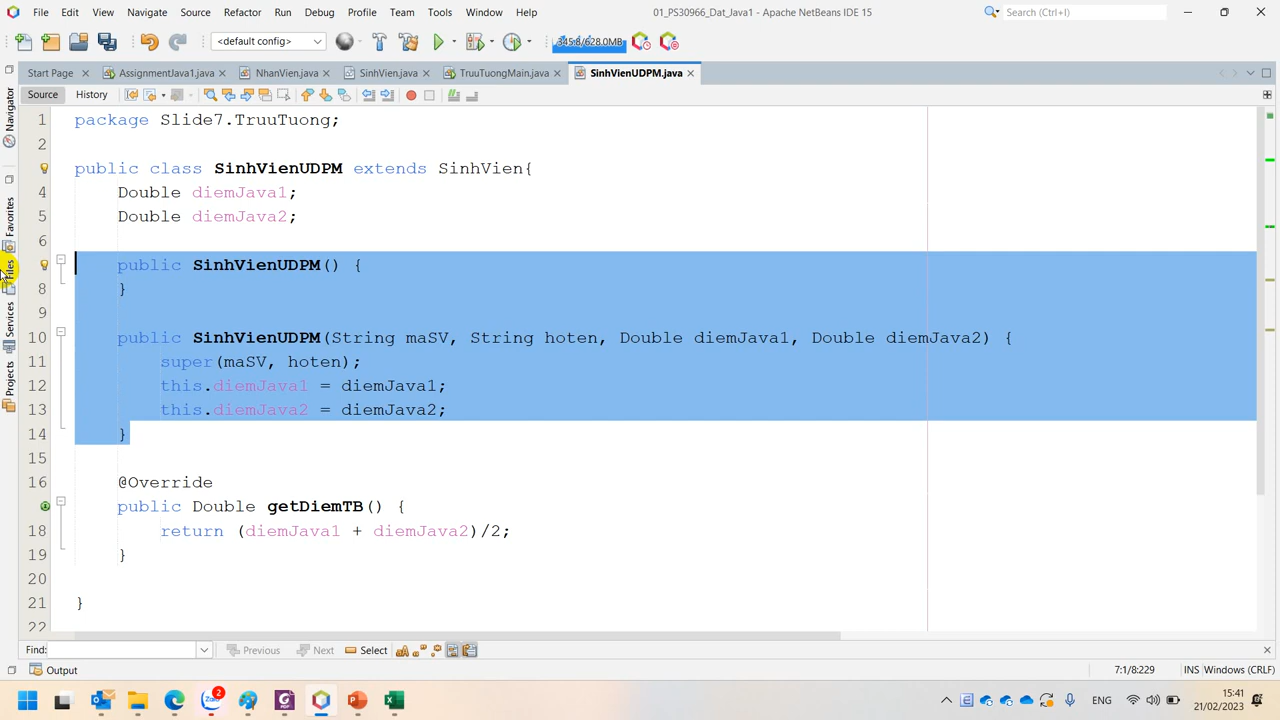 File Edit View Navigate Source Refactor Run Debug Profile Team Tools Window Help 01_PS30966_Dat_Java1 - Apache NetBeans IDE 15 Search (Ctrl+I)
<default config> 345.8/628.0MB
Start Page AssignmentJava1.java NhanVien.java SinhVien.java TruuTuongMain.java SinhVienUDPM.java
Source History
Navigator
Favorites
Files
Services
Projects
1 package Slide7.TruuTuong;
2
public class SinhVienUDPM extends SinhVien{
4 Double diemJava1;
5 Double diemJava2;
6
public SinhVienUDPM() {
8 }
9
10 public SinhVienUDPM(String maSV, String hoten, Double diemJava1, Double diemJava2) {
11 super(maSV, hoten);
12 this.diemJava1 = diemJava1;
13 this.diemJava2 = diemJava2;
14 }
15
16 @Override
public Double getDiemTB() {
18 return (diemJava1 + diemJava2)/2;
19 }
20
21 }
22
Find: Previous Next Select
Output 7:1/8:229 INS Windows (CRLF)
Zalo 2 ENG 15:41
21/02/2023